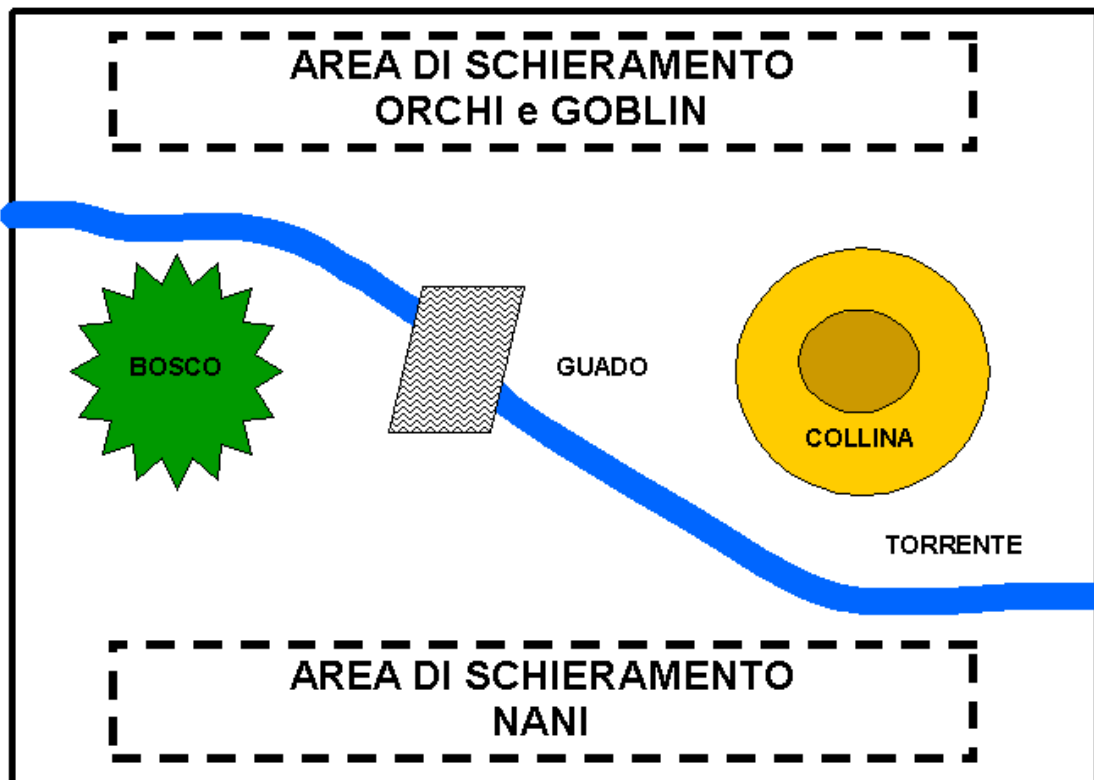 AREA DI SCHIERAMENTO
ORCHI e GOBLIN
BOSCO
GUADO
COLLINA
TORRENTE
AREA DI SCHIERAMENTO
NANI